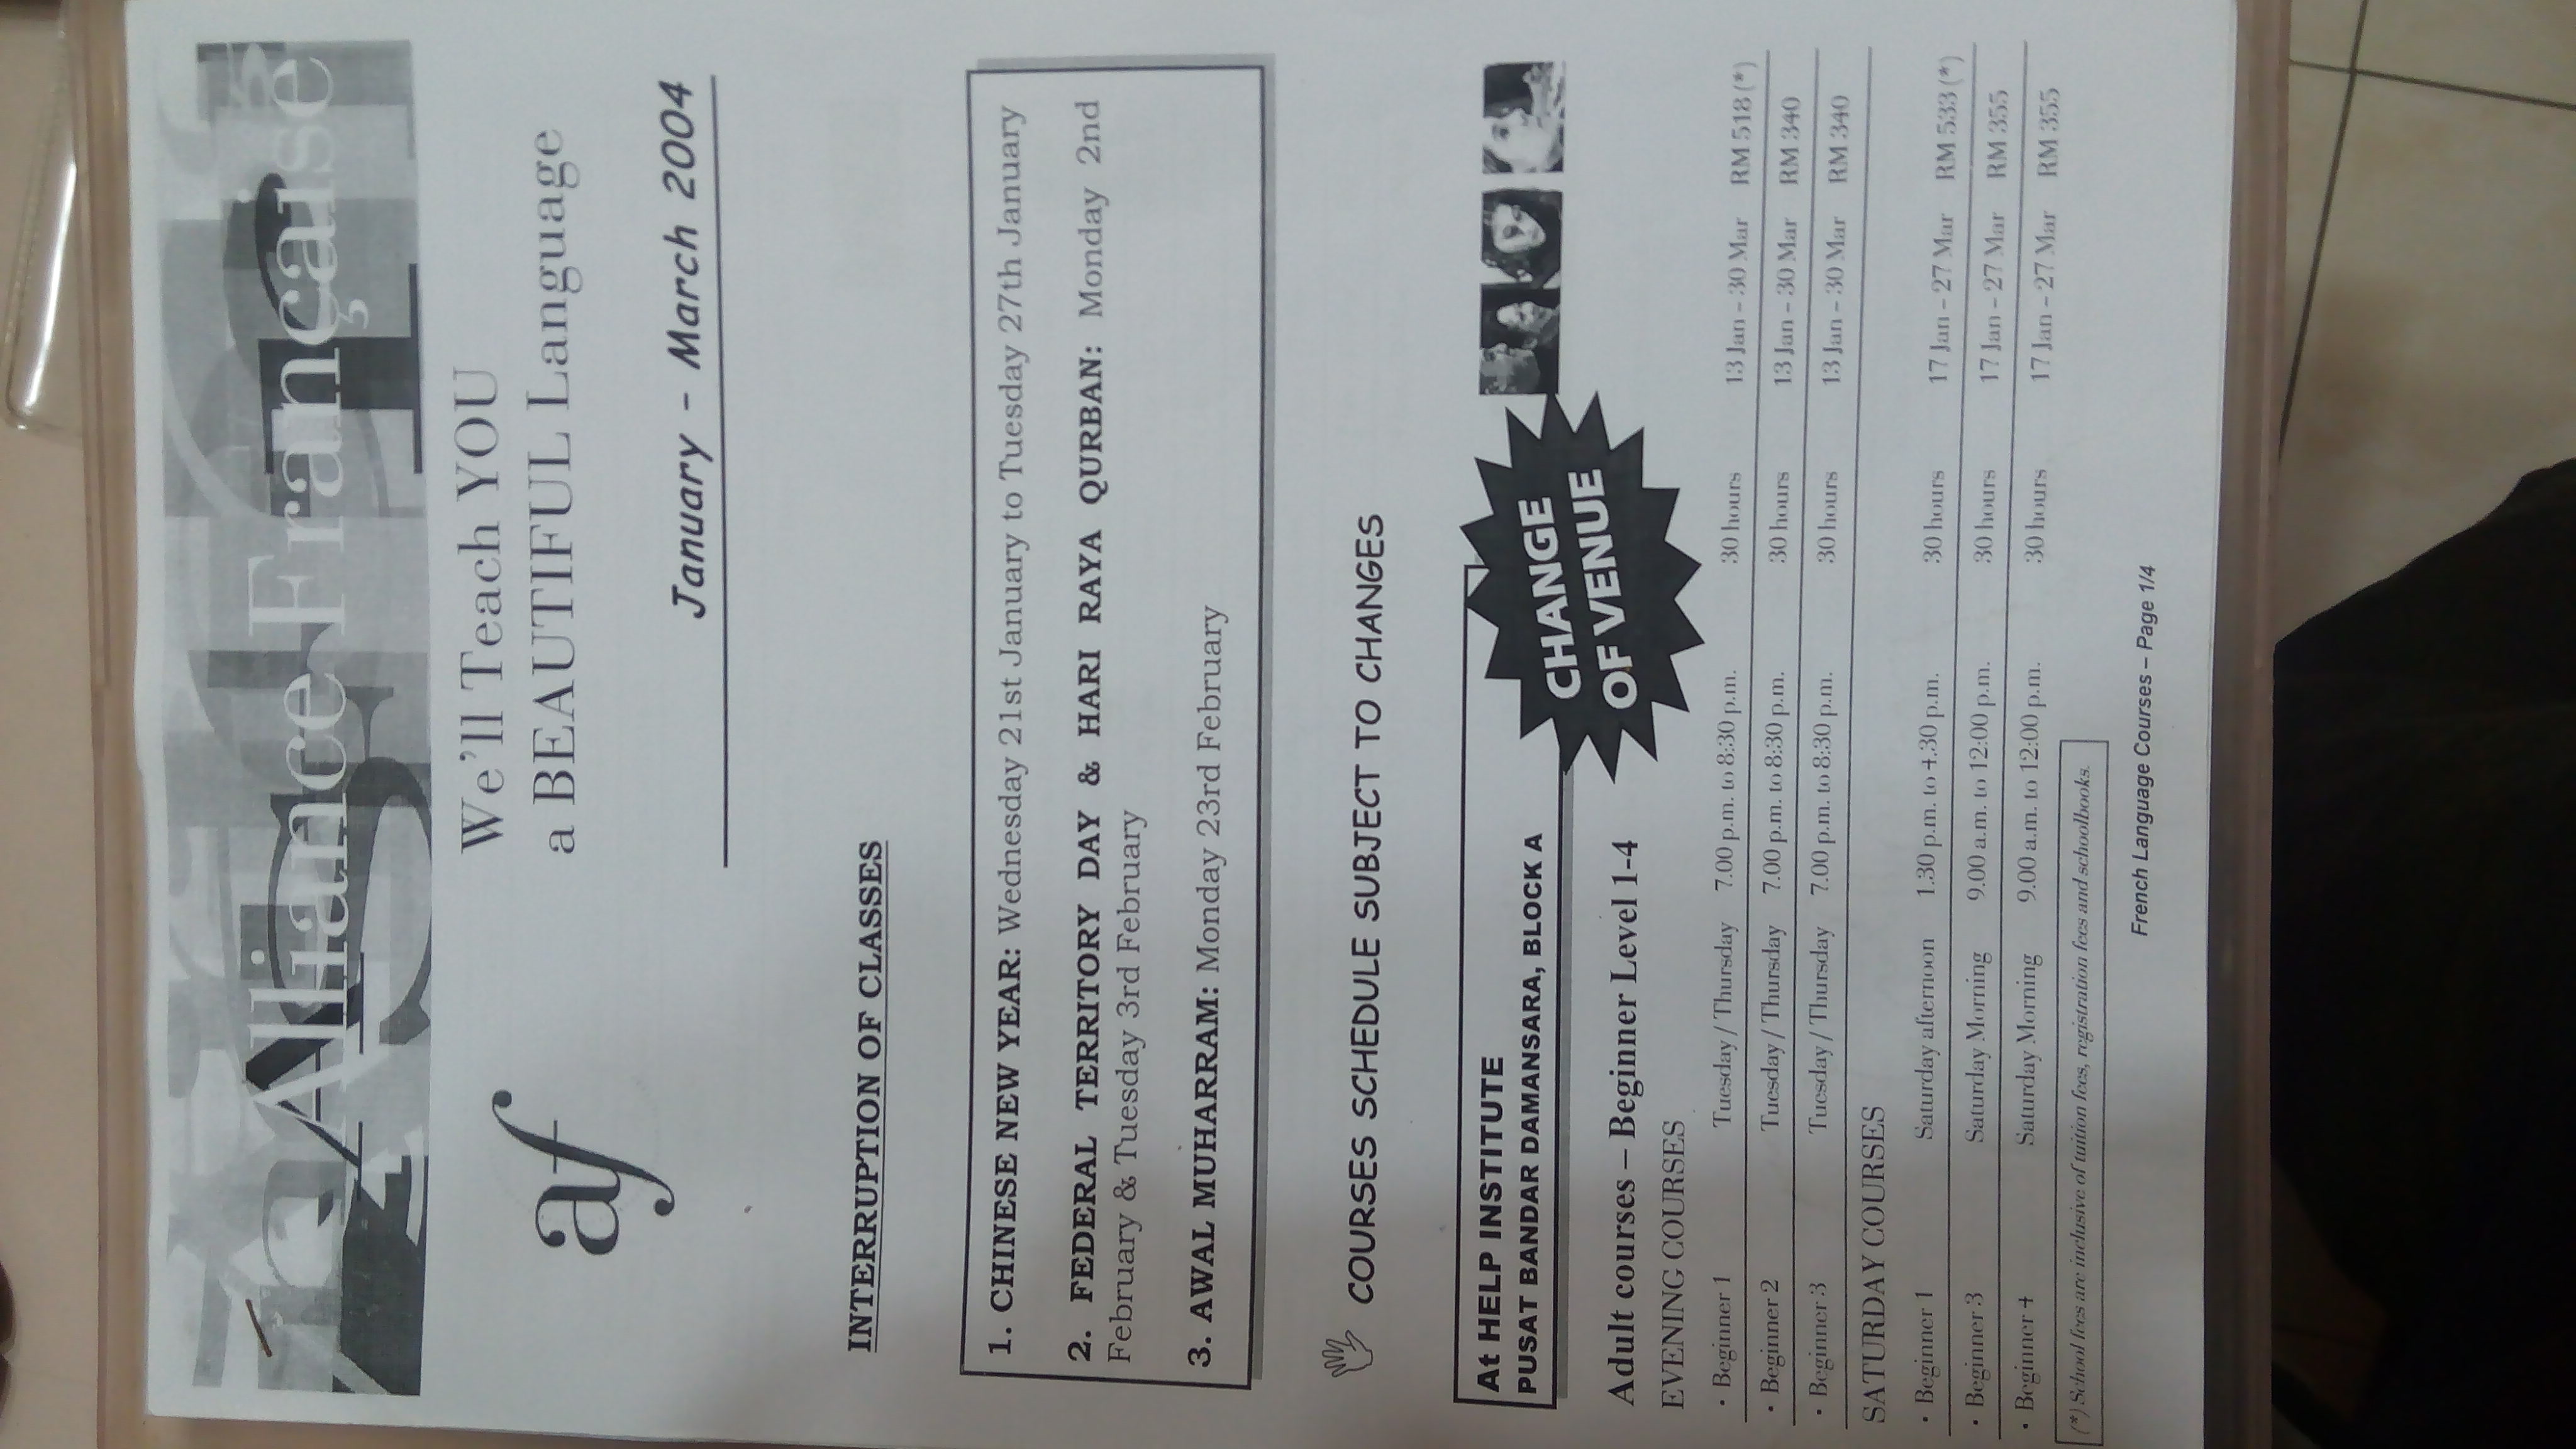 Alliance Française
af
We'll Teach YOU
a BEAUTIFUL Language
January - March 2004
INTERRUPTION OF CLASSES
1. CHINESE NEW YEAR: Wednesday 21st January to Tuesday 27th January
2. FEDERAL TERRITORY DAY & HARI RAYA QURBAN: Monday 2nd
February & Tuesday 3rd February
3. AWAL MUHARRAM: Monday 23rd February
COURSES SCHEDULE SUBJECT TO CHANGES
At HELP INSTITUTE
PUSAT BANDAR DAMANSARA, BLOCK A
CHANGE
OF VENUE
Adult courses – Beginner Level 1-4
EVENING COURSES
• Beginner 1 Tuesday / Thursday 7.00 p.m. to 8:30 p.m. 30 hours 13 Jan – 30 Mar RM 518 (*)
• Beginner 2 Tuesday / Thursday 7.00 p.m. to 8:30 p.m. 30 hours 13 Jan – 30 Mar RM 340
• Beginner 3 Tuesday / Thursday 7.00 p.m. to 8:30 p.m. 30 hours 13 Jan – 30 Mar RM 340
SATURDAY COURSES
• Beginner 1 Saturday afternoon 1.30 p.m. to 4.30 p.m. 30 hours 17 Jan – 27 Mar RM 533 (*)
• Beginner 3 Saturday Morning 9.00 a.m. to 12:00 p.m. 30 hours 17 Jan – 27 Mar RM 355
• Beginner 4 Saturday Morning 9.00 a.m. to 12:00 p.m. 30 hours 17 Jan – 27 Mar RM 355
(*) School fees are inclusive of tuition fees, registration fees and schoolbooks.
French Language Courses – Page 1/4